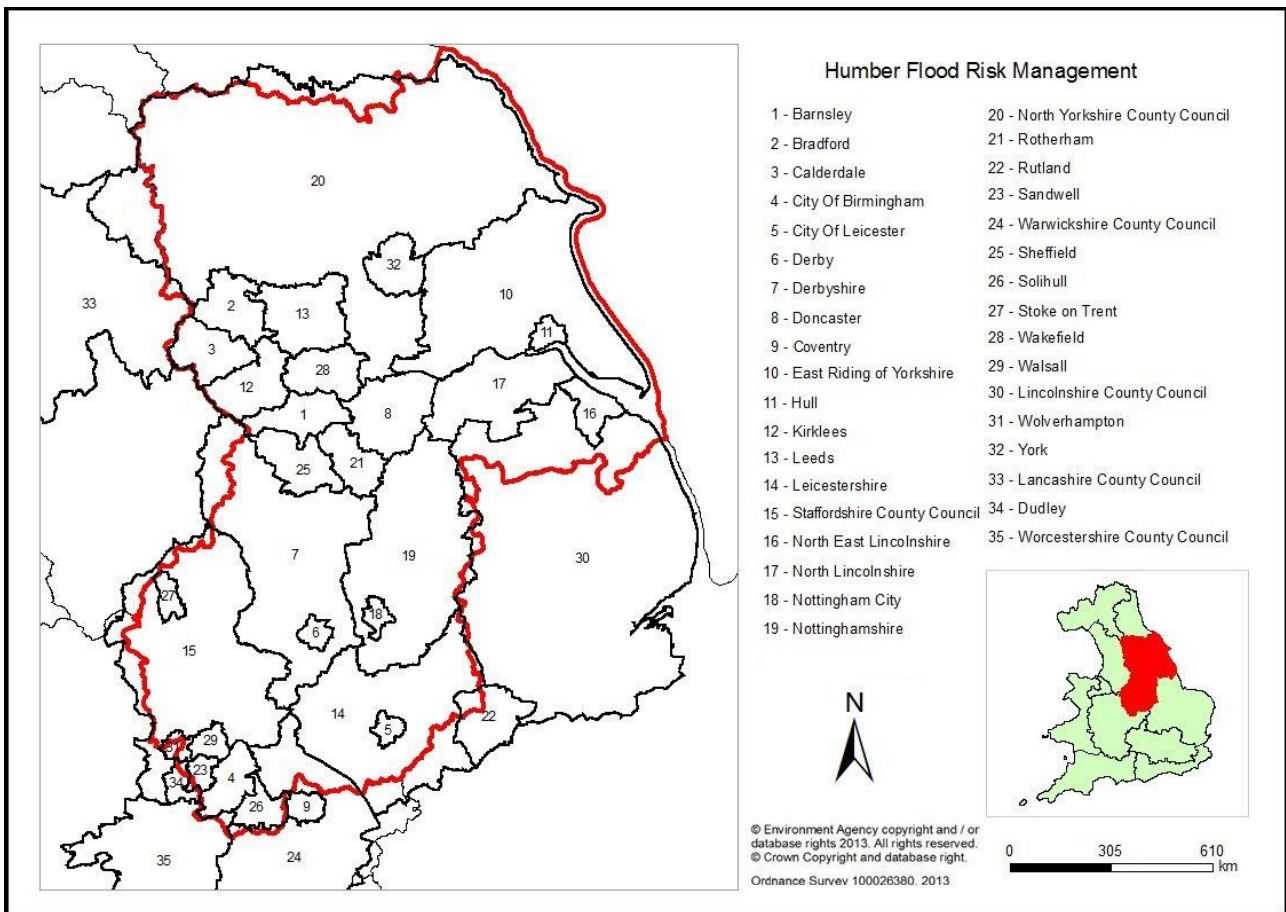 Humber Flood Risk Management
1 - Barnsley
2 - Bradford
3 - Calderdale
4 - City Of Birmingham
5 - City Of Leicester
6 - Derby
7 - Derbyshire
8 - Doncaster
9 - Coventry
10 - East Riding of Yorkshire
11 - Hull
12 - Kirklees
13 - Leeds
14 - Leicestershire
15 - Staffordshire County Council
16 - North East Lincolnshire
17 - North Lincolnshire
18 - Nottingham City
19 - Nottinghamshire
20 - North Yorkshire County Council
21 - Rotherham
22 - Rutland
23 - Sandwell
24 - Warwickshire County Council
25 - Sheffield
26 - Solihull
27 - Stoke on Trent
28 - Wakefield
29 - Walsall
30 - Lincolnshire County Council
31 - Wolverhampton
32 - York
33 - Lancashire County Council
34 - Dudley
35 - Worcestershire County Council
20
32
33
2
13
10
11
3
28
12
17
16
1
8
25
21
7
19
30
27
18
6
15
14
5
22
31
29
23
4
34
26
9
35
24
N
© Environment Agency copyright and / or
database rights 2013. All rights reserved.
© Crown Copyright and database right.
Ordnance Survey 100026380. 2013
0 305 610
km